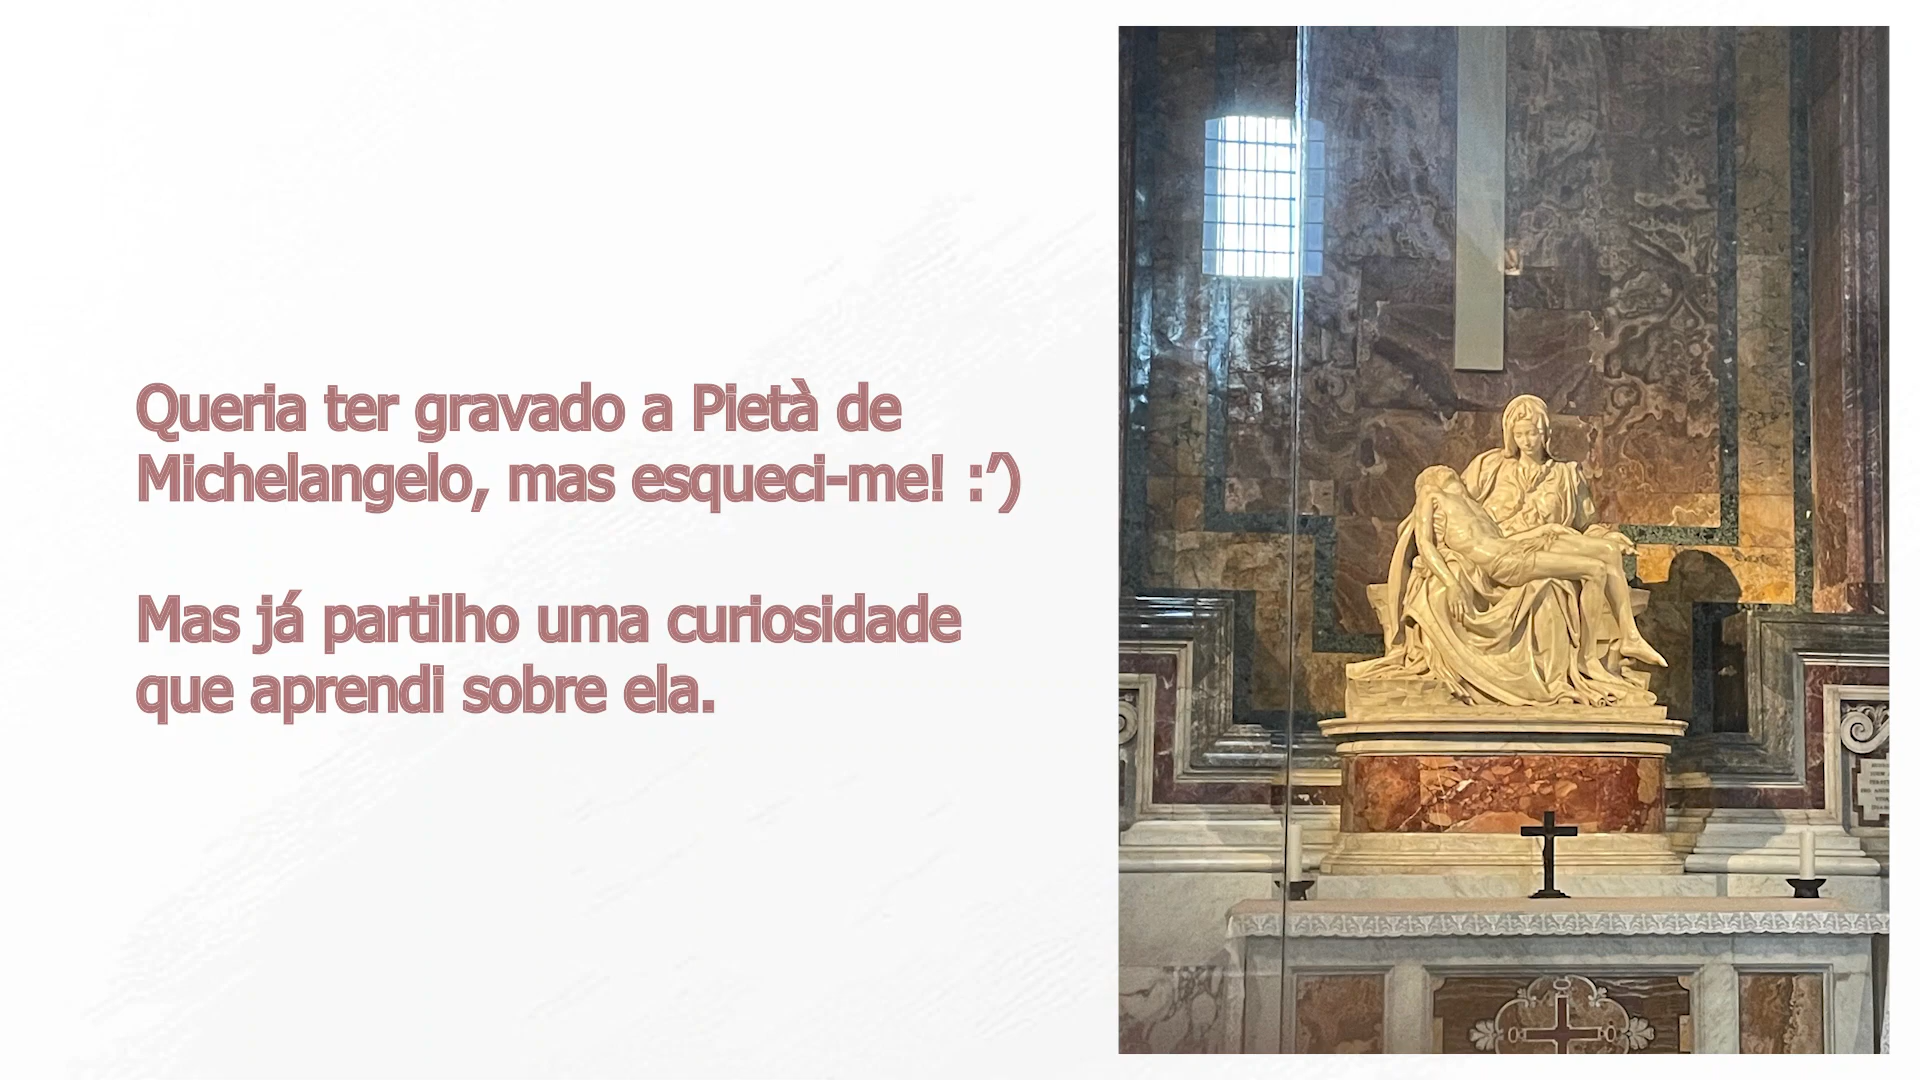 Queria ter gravado a Pietà de
Michelangelo, mas esqueci-me! :’)
Mas já partilho uma curiosidade
que aprendi sobre ela.